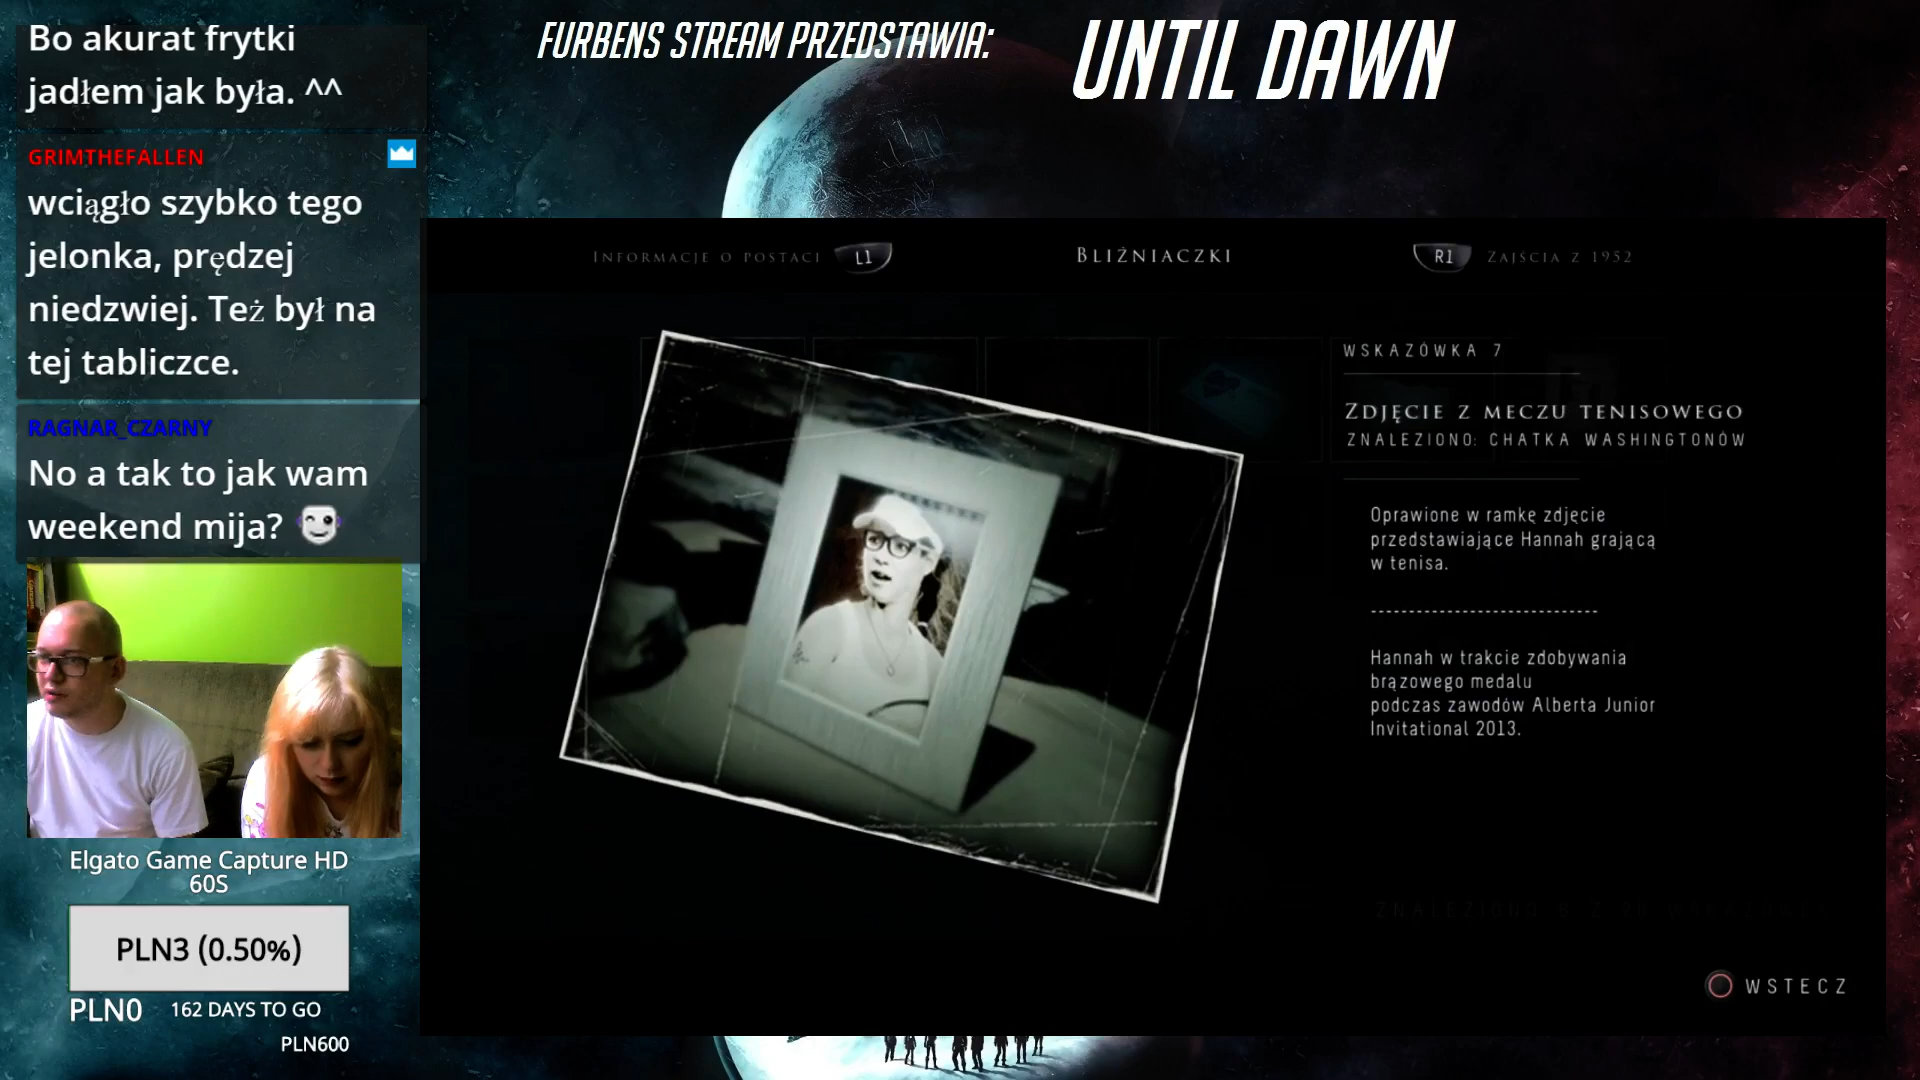 Bo akurat frytki
jadłem jak była. ^^
GRIMTHEFALLEN
wciągło szybko tego
jelonka, prędzej
niedzwiej. Też był na
tej tabliczce.
RAGNAR_CZARNY
No a tak to jak wam
weekend mija?
Elgato Game Capture HD
60S
PLN3 (0.50%)
PLN0 162 DAYS TO GO
PLN600
FURBENS STREAM PRZEDSTAWIA:
UNTIL DAWN
INFORMACJE O POSTACI L1
BLIŹNIACZKI
R1 ZAJŚCIA Z 1952
WSKAZÓWKA 7
ZDJĘCIE Z MECZU TENISOWEGO
ZNALEZIONO: CHATKA WASHINGTONÓW
Oprawione w ramkę zdjęcie
przedstawiające Hannah grającą
w tenisa.
------------------------------
Hannah w trakcie zdobywania
brązowego medalu
podczas zawodów Alberta Junior
Invitational 2013.
WSTECZ